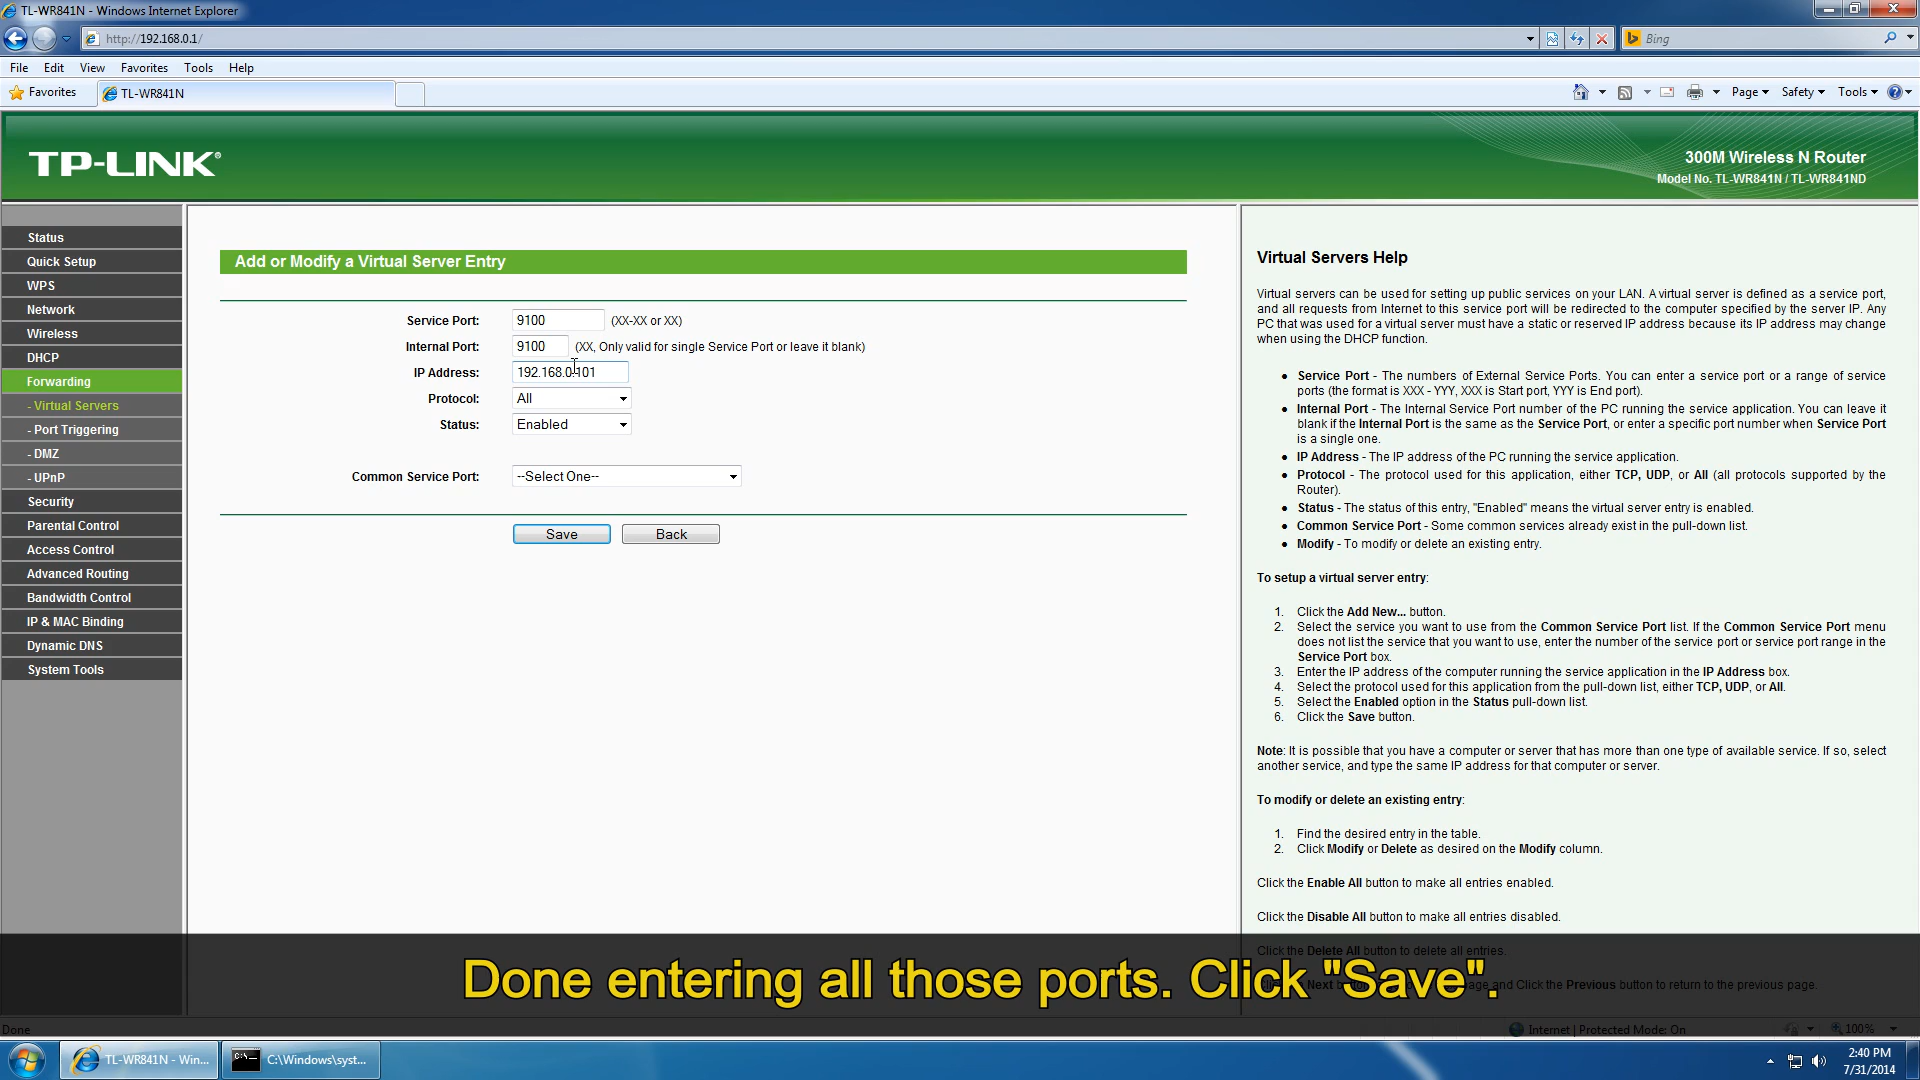 TL-WR841N - Windows Internet Explorer
http://192.168.0.1/
Bing
File Edit View Favorites Tools Help
Favorites
TL-WR841N
Page Safety Tools
TP-LINK®
300M Wireless N Router
Model No. TL-WR841N / TL-WR841ND
Status
Quick Setup
WPS
Network
Wireless
DHCP
Forwarding
- Virtual Servers
- Port Triggering
- DMZ
- UPnP
Security
Parental Control
Access Control
Advanced Routing
Bandwidth Control
IP & MAC Binding
Dynamic DNS
System Tools
Add or Modify a Virtual Server Entry
Service Port: 9100 (XX-XX or XX)
Internal Port: 9100 (XX, Only valid for single Service Port or leave it blank)
IP Address: 192.168.0.101
Protocol: All
Status: Enabled
Common Service Port: --Select One--
Save Back
Virtual Servers Help
Virtual servers can be used for setting up public services on your LAN. A virtual server is defined as a service port,
and all requests from Internet to this service port will be redirected to the computer specified by the server IP. Any
PC that was used for a virtual server must have a static or reserved IP address because its IP address may change
when using the DHCP function.
● Service Port - The numbers of External Service Ports. You can enter a service port or a range of service
ports (the format is XXX - YYY, XXX is Start port, YYY is End port).
● Internal Port - The Internal Service Port number of the PC running the service application. You can leave it
blank if the Internal Port is the same as the Service Port, or enter a specific port number when Service Port
is a single one.
● IP Address - The IP address of the PC running the service application.
● Protocol - The protocol used for this application, either TCP, UDP, or All (all protocols supported by the
Router).
● Status - The status of this entry, "Enabled" means the virtual server entry is enabled.
● Common Service Port - Some common services already exist in the pull-down list.
● Modify - To modify or delete an existing entry.
To setup a virtual server entry:
1. Click the Add New... button.
2. Select the service you want to use from the Common Service Port list. If the Common Service Port menu
does not list the service that you want to use, enter the number of the service port or service port range in the
Service Port box.
3. Enter the IP address of the computer running the service application in the IP Address box.
4. Select the protocol used for this application from the pull-down list, either TCP, UDP, or All.
5. Select the Enabled option in the Status pull-down list.
6. Click the Save button.
Note: It is possible that you have a computer or server that has more than one type of available service. If so, select
another service, and type the same IP address for that computer or server.
To modify or delete an existing entry:
1. Find the desired entry in the table.
2. Click Modify or Delete as desired on the Modify column.
Click the Enable All button to make all entries enabled.
Click the Disable All button to make all entries disabled.
Click the Delete All button to delete all entries.
Next page and Click the Previous button to return to the previous page.
Done entering all those ports. Click "Save".
Done
Internet | Protected Mode: On
100%
TL-WR841N - Win...
C:\Windows\syst...
2:40 PM
7/31/2014